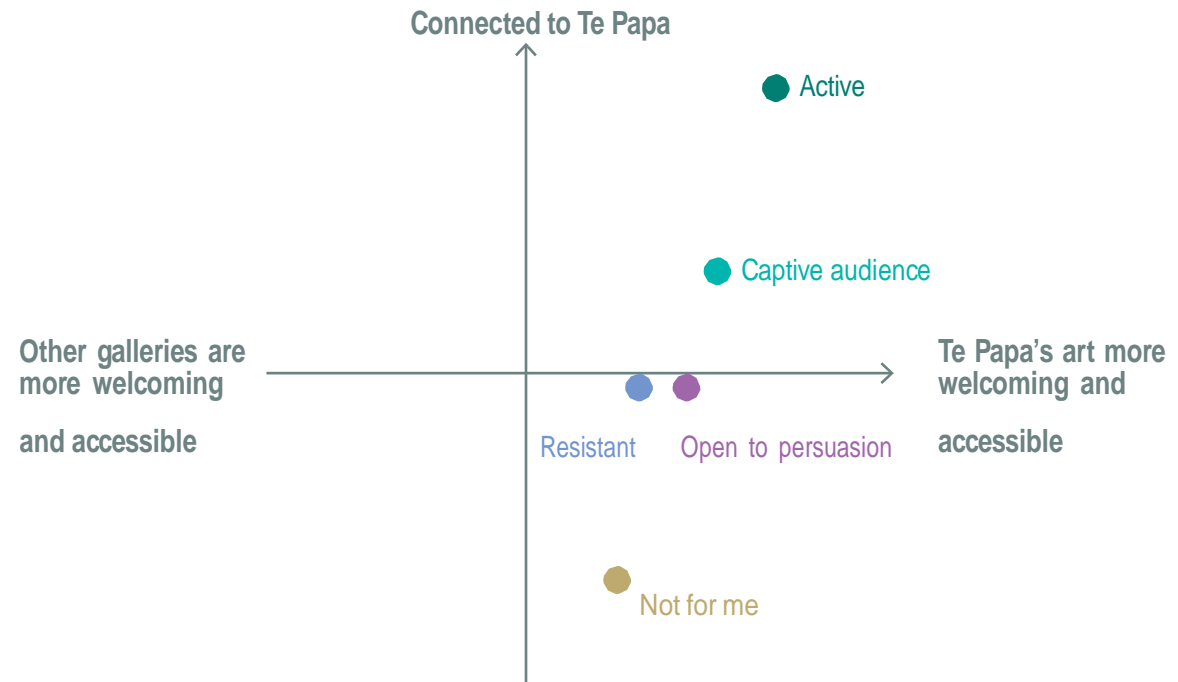 Connected to Te Papa
Active
Captive audience
Other galleries are
more welcoming
and accessible
Te Papa’s art more
welcoming and
accessible
Resistant
Open to persuasion
Not for me